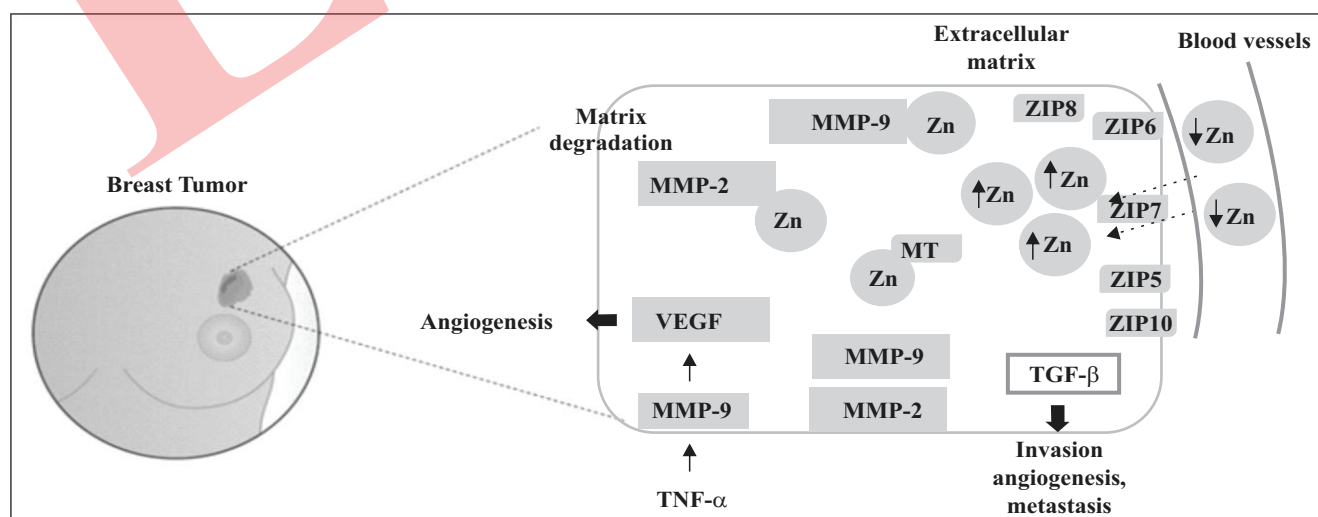 Extracellular
matrix
Blood vessels
Matrix
degradation
MMP-9
Zn
ZIP8
ZIP6
Zn
Breast Tumor
MMP-2
Zn
Zn
Zn
ZIP7
Zn
Zn
MT
Zn
ZIP5
Angiogenesis
VEGF
ZIP10
MMP-9
TGF-β
MMP-9
MMP-2
Invasion
angiogenesis,
metastasis
TNF-α